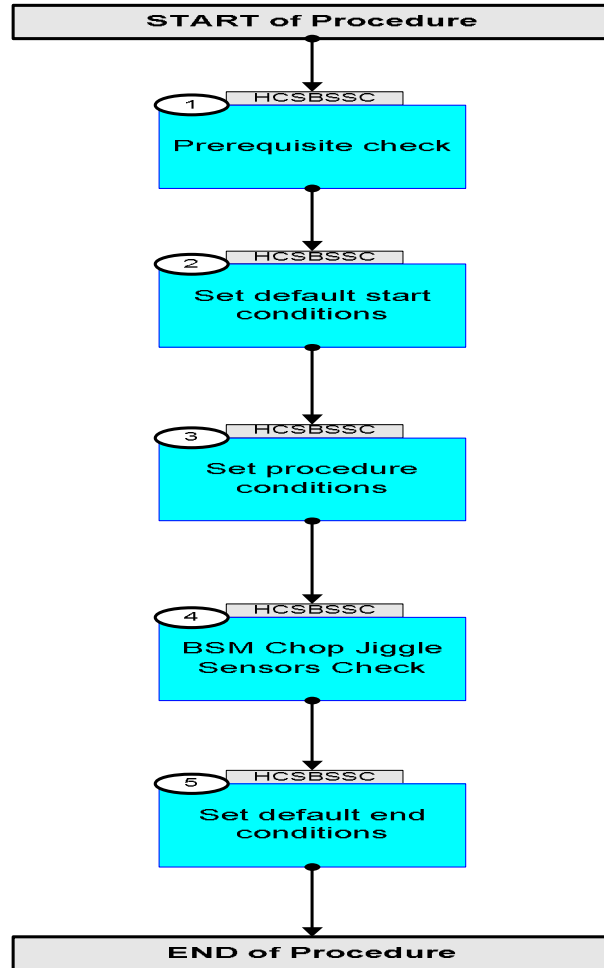 START of Procedure
HCSBSSC
1
Prerequisite check
HCSBSSC
2
Set default start
conditions
HCSBSSC
3
Set procedure
conditions
HCSBSSC
4
BSM Chop Jiggle
Sensors Check
HCSBSSC
5
Set default end
conditions
END of Procedure